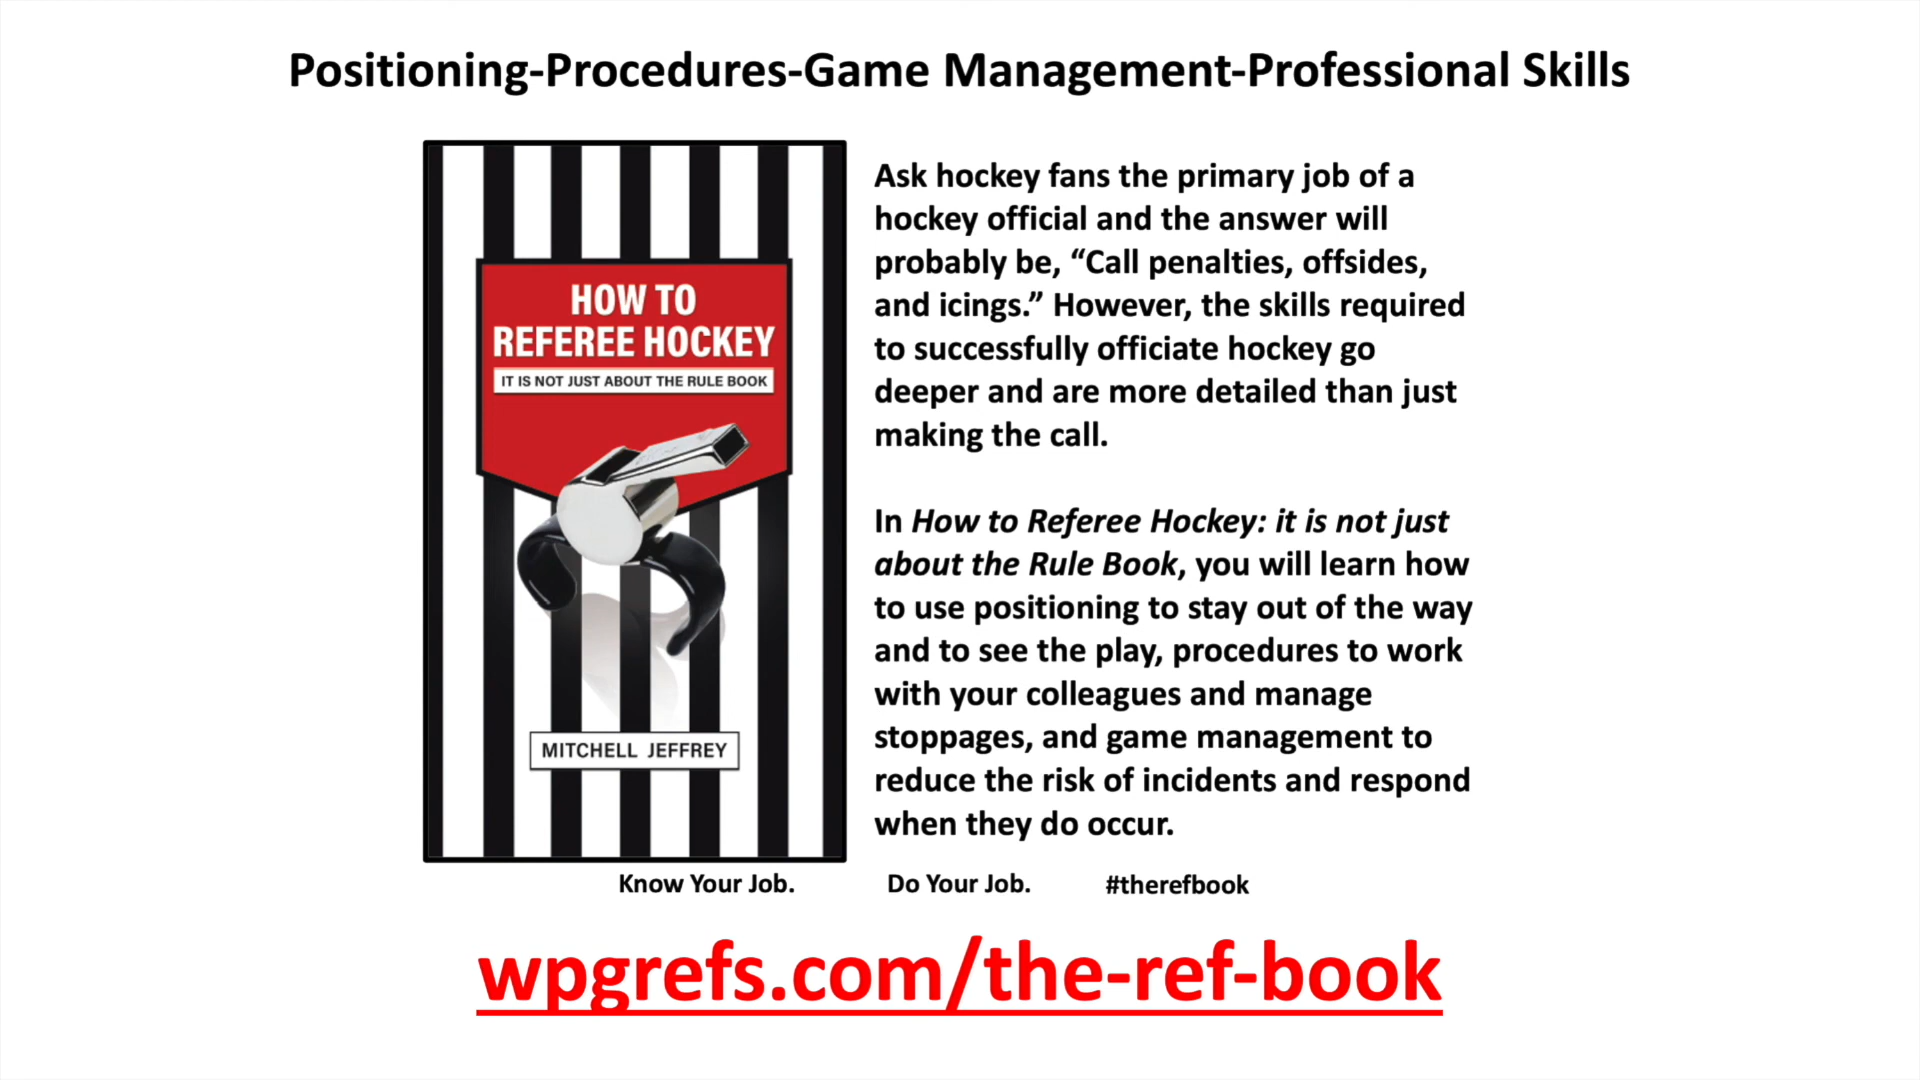 Positioning-Procedures-Game Management-Professional Skills
HOW TO
REFEREE HOCKEY
IT IS NOT JUST ABOUT THE RULE BOOK
MITCHELL JEFFREY
Ask hockey fans the primary job of a
hockey official and the answer will
probably be, “Call penalties, offsides,
and icings.” However, the skills required
to successfully officiate hockey go
deeper and are more detailed than just
making the call.
In How to Referee Hockey: it is not just
about the Rule Book, you will learn how
to use positioning to stay out of the way
and to see the play, procedures to work
with your colleagues and manage
stoppages, and game management to
reduce the risk of incidents and respond
when they do occur.
Know Your Job. Do Your Job. #therefbook
wpgrefs.com/the-ref-book